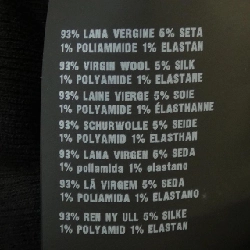 93% LANA VERGINE 6% SETA
1% POLIAMMIDE 1% ELASTAN
93% VIRGIN WOOL 5% SILK
1% POLYAMIDE 1% ELASTANE
93% LAINE VIERGE 5% SOIE
1% POLYAMIDE 1% ÉLASTHANNE
93% SCHURWOLLE 5% SEIDE
1% POLYAMID 1% ELASTHAN
93% LANA VIRGEN 6% SEDA
1% poliamida 1% elastano
93% LÃ VIRGEM 5% SEDA
1% POLIAMIDA 1% ELASTANO
93% REN NY ULL 5% SILKE
1% POLYAMID 1% ELASTAN